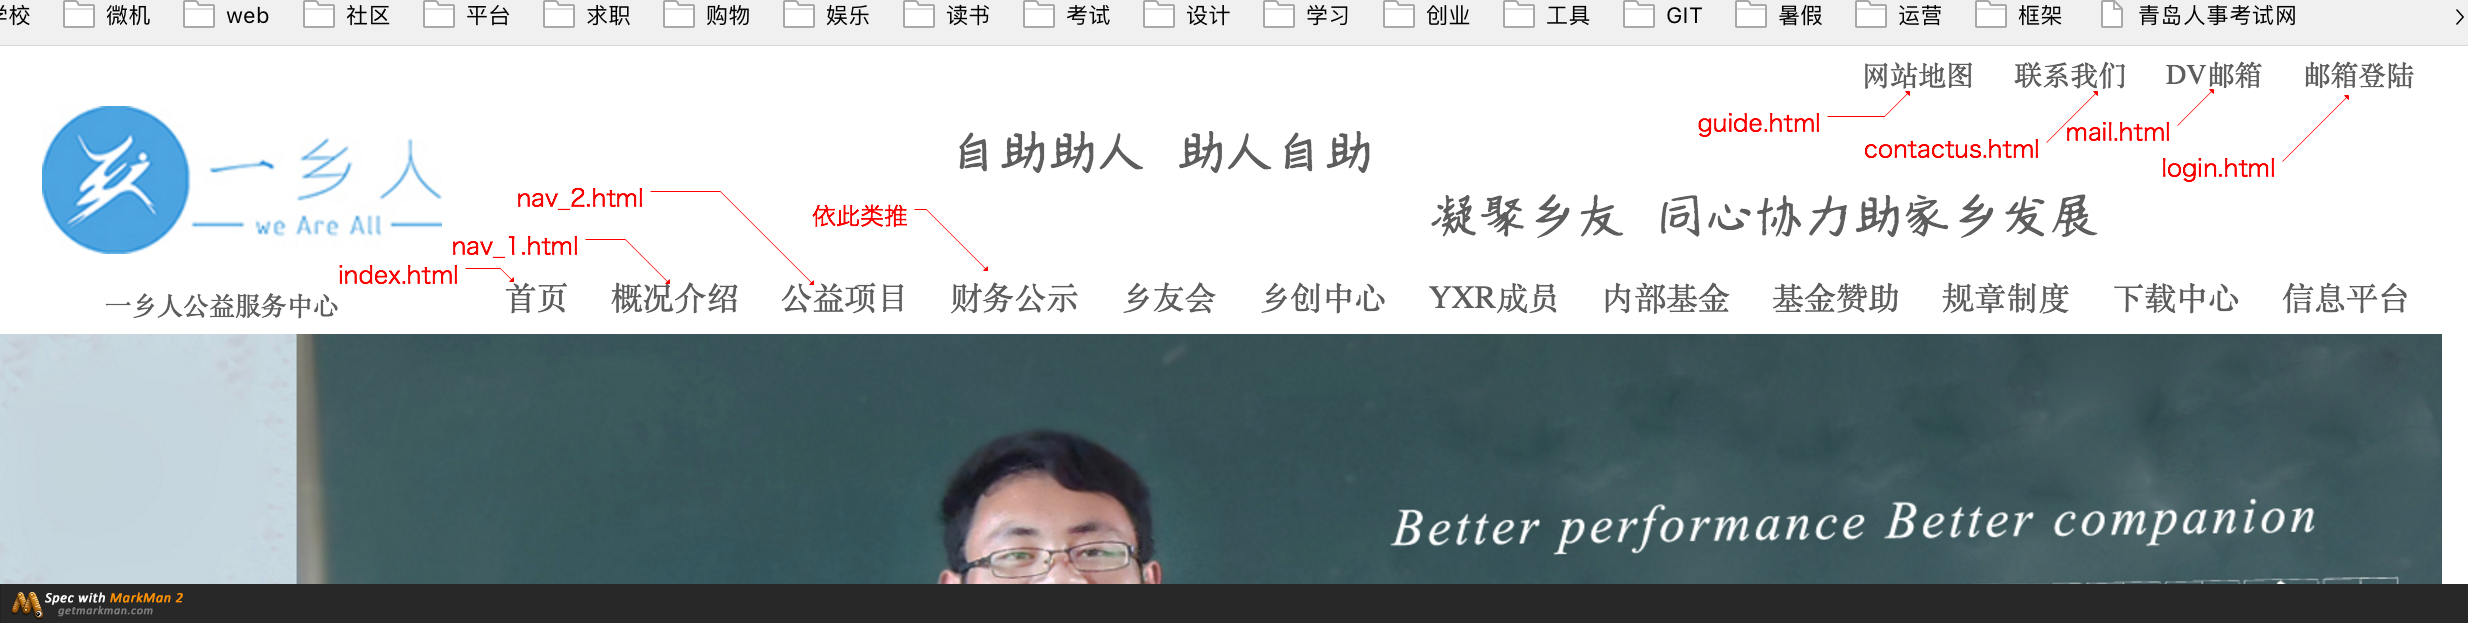 学校 微机 web 社区 平台 求职 购物 娱乐 读书 考试 设计 学习 创业 工具 GIT 暑假 运营 框架 青岛人事考试网
网站地图 联系我们 DV邮箱 邮箱登陆
guide.html
contactus.html
mail.html
login.html
一乡人
we Are All
自助助人 助人自助
凝聚乡友 同心协力助家乡发展
nav_2.html
依此类推
nav_1.html
index.html
一乡人公益服务中心
首页 概况介绍 公益项目 财务公示 乡友会 乡创中心 YXR成员 内部基金 基金赞助 规章制度 下载中心 信息平台
Better performance Better companion
Spec with MarkMan 2
getmarkman.com